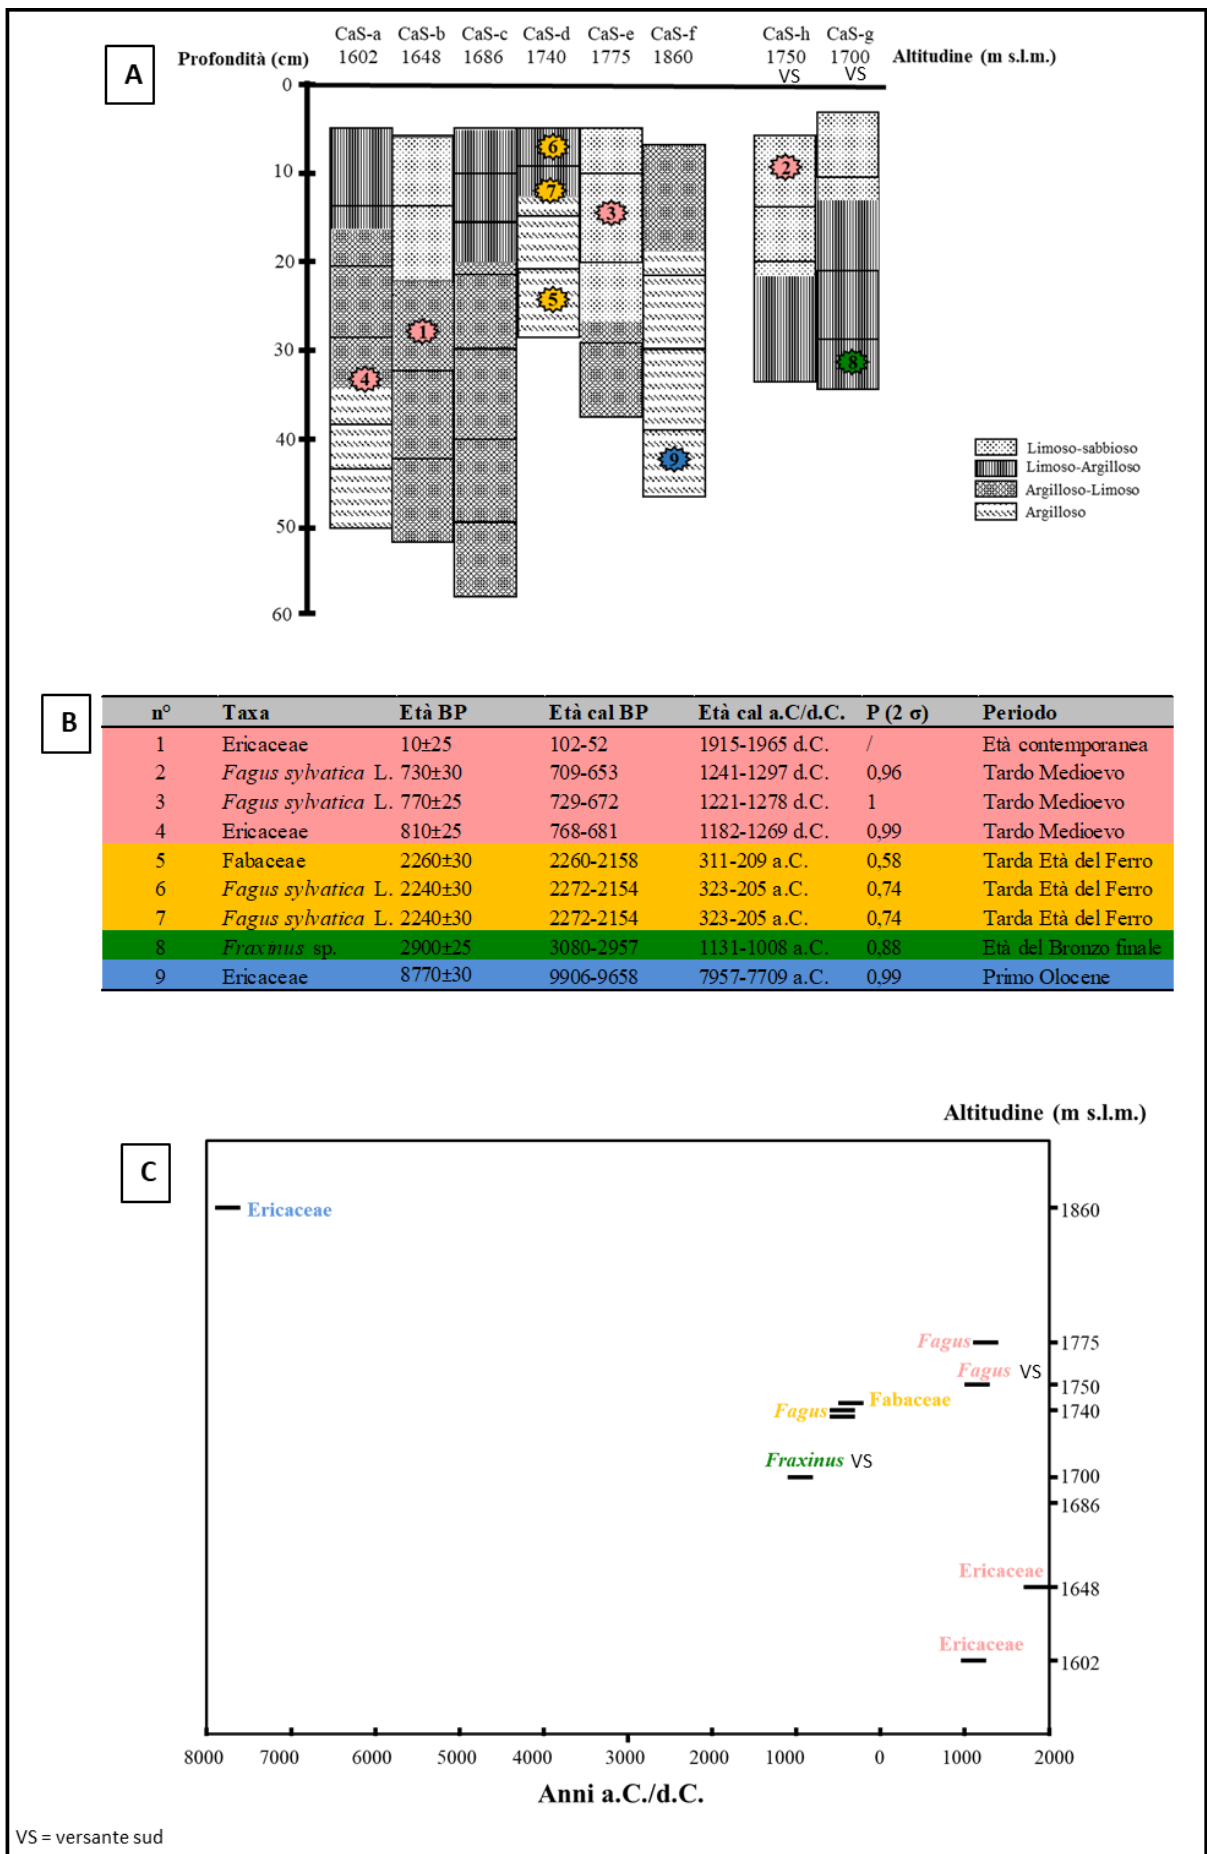 A
Profondità (cm)
CaS-a CaS-b CaS-c CaS-d CaS-e CaS-f CaS-h CaS-g
1602 1648 1686 1740 1775 1860 1750 1700 Altitudine (m s.l.m.)
VS VS
0
10
20
30
40
50
60
6
7
2
3
5
1
8
4
9
Limoso-sabbioso
Limoso-Argilloso
Argilloso-Limoso
Argilloso
B
n° Taxa Età BP Età cal BP Età cal a.C/d.C. P (2 σ) Periodo
1 Ericaceae 10±25 102-52 1915-1965 d.C. / Età contemporanea
2 Fagus sylvatica L. 730±30 709-653 1241-1297 d.C. 0,96 Tardo Medioevo
3 Fagus sylvatica L. 770±25 729-672 1221-1278 d.C. 1 Tardo Medioevo
4 Ericaceae 810±25 768-681 1182-1269 d.C. 0,99 Tardo Medioevo
5 Fabaceae 2260±30 2260-2158 311-209 a.C. 0,58 Tarda Età del Ferro
6 Fagus sylvatica L. 2240±30 2272-2154 323-205 a.C. 0,74 Tarda Età del Ferro
7 Fagus sylvatica L. 2240±30 2272-2154 323-205 a.C. 0,74 Tarda Età del Ferro
8 Fraxinus sp. 2900±25 3080-2957 1131-1008 a.C. 0,88 Età del Bronzo finale
9 Ericaceae 8770±30 9906-9658 7957-7709 a.C. 0,99 Primo Olocene
Altitudine (m s.l.m.)
C
Ericaceae 1860
Fagus 1775
Fagus VS
1750
Fabaceae
Fagus 1740
Fraxinus VS
1700
1686
Ericaceae
1648
Ericaceae
1602
8000 7000 6000 5000 4000 3000 2000 1000 0 1000 2000
Anni a.C./d.C.
VS = versante sud